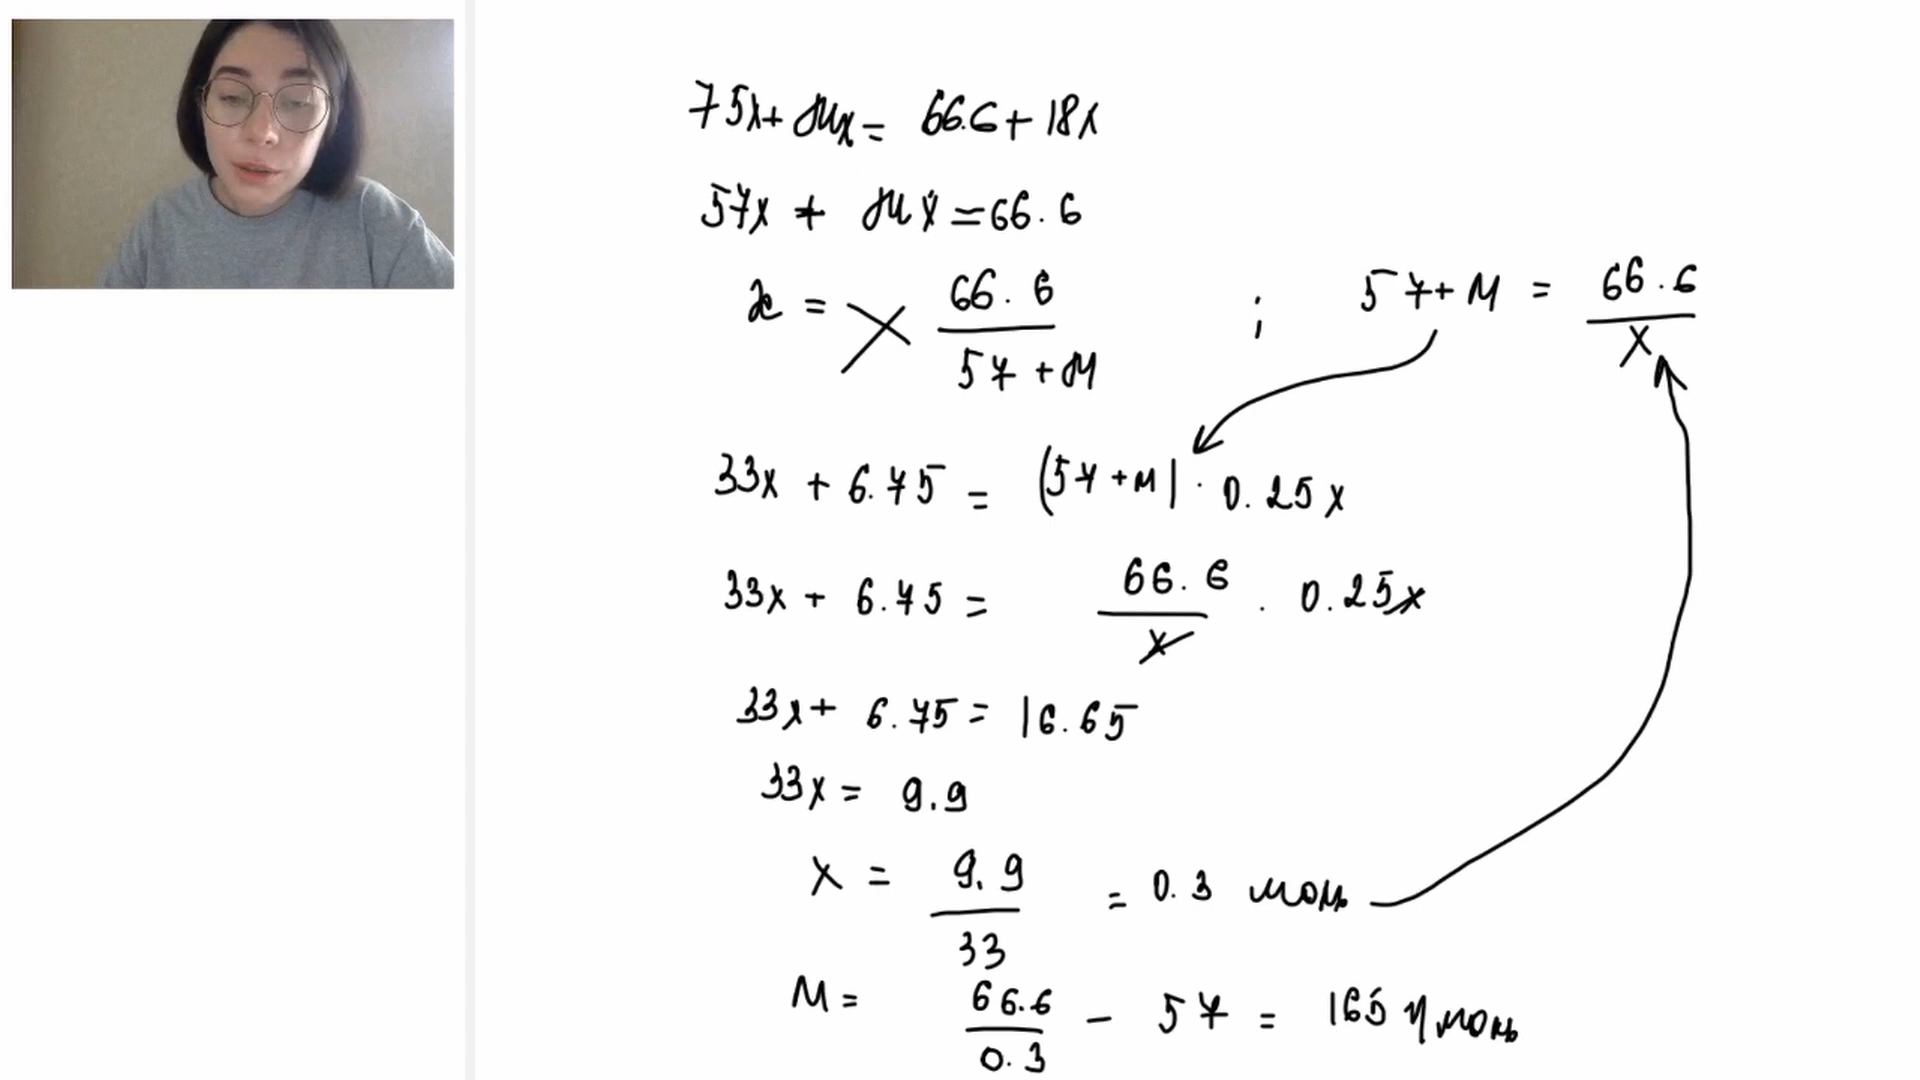 75x + Mx = 66.6 + 18x
57x + Mx = 66.6
x = 66.6 / 57 + M ; 57 + M = 66.6 / x
33x + 6.75 = (57 + M) · 0.25x
33x + 6.75 = 66.6 / x · 0.25x
33x + 6.75 = 16.65
33x = 9.9
x = 9.9 / 33 = 0.3 моль
M = 66.6 / 0.3 - 57 = 165 г/моль